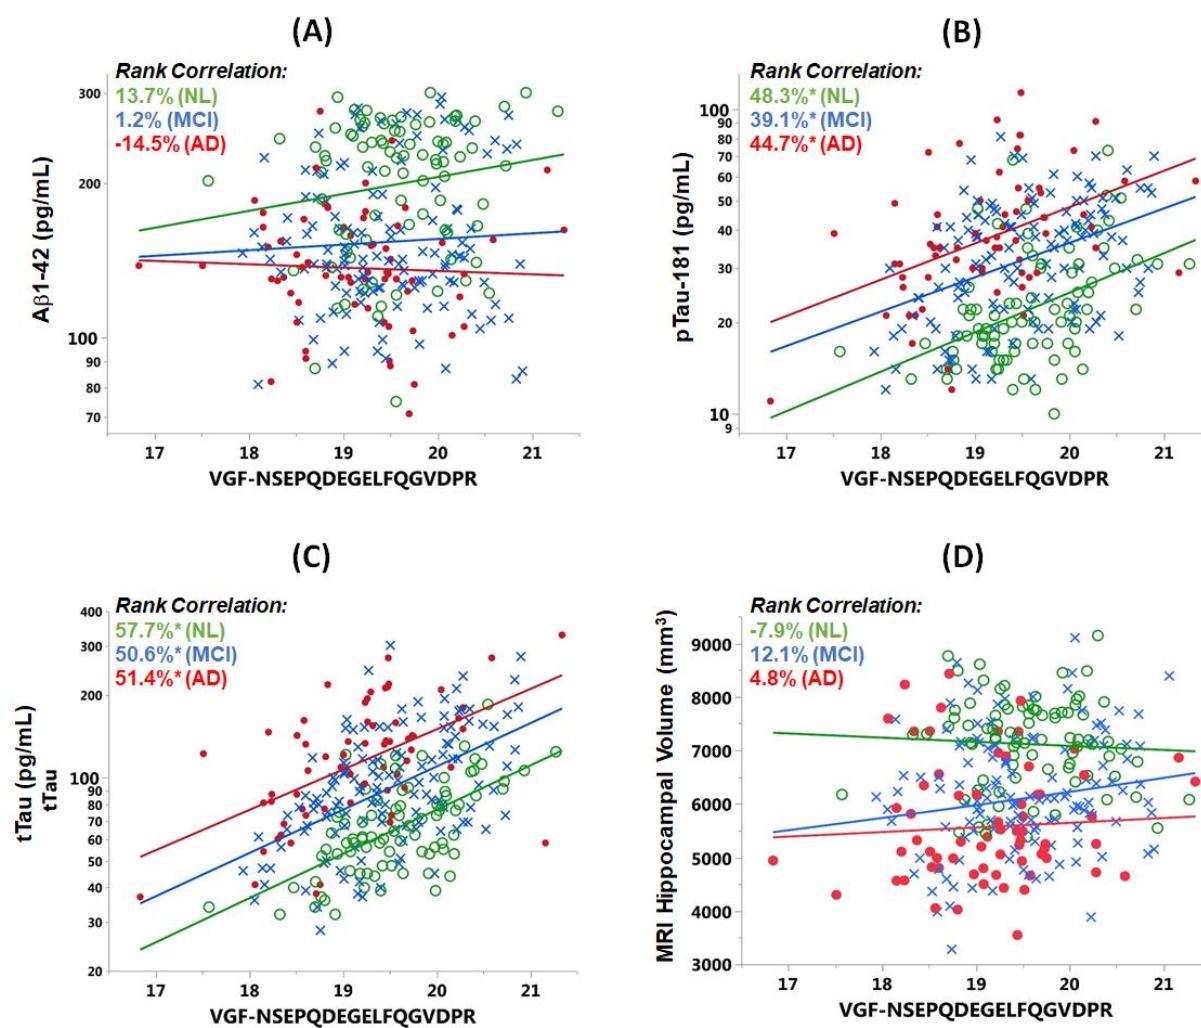 (A)
Rank Correlation:
13.7% (NL)
1.2% (MCI)
-14.5% (AD)
300
200
100
90
80
70
Aβ1-42 (pg/mL)
17 18 19 20 21
VGF-NSEPQDEGELFQGVDPR
(B)
Rank Correlation:
48.3%* (NL)
39.1%* (MCI)
44.7%* (AD)
100
80
70
60
50
40
30
20
10
9
pTau-181 (pg/mL)
17 18 19 20 21
VGF-NSEPQDEGELFQGVDPR
(C)
Rank Correlation:
57.7%* (NL)
50.6%* (MCI)
51.4%* (AD)
400
300
200
100
80
70
60
50
40
30
20
tTau (pg/mL)
tTau
17 18 19 20 21
VGF-NSEPQDEGELFQGVDPR
(D)
Rank Correlation:
-7.9% (NL)
12.1% (MCI)
4.8% (AD)
9000
8000
7000
6000
5000
4000
3000
MRI Hippocampal Volume (mm³)
17 18 19 20 21
VGF-NSEPQDEGELFQGVDPR